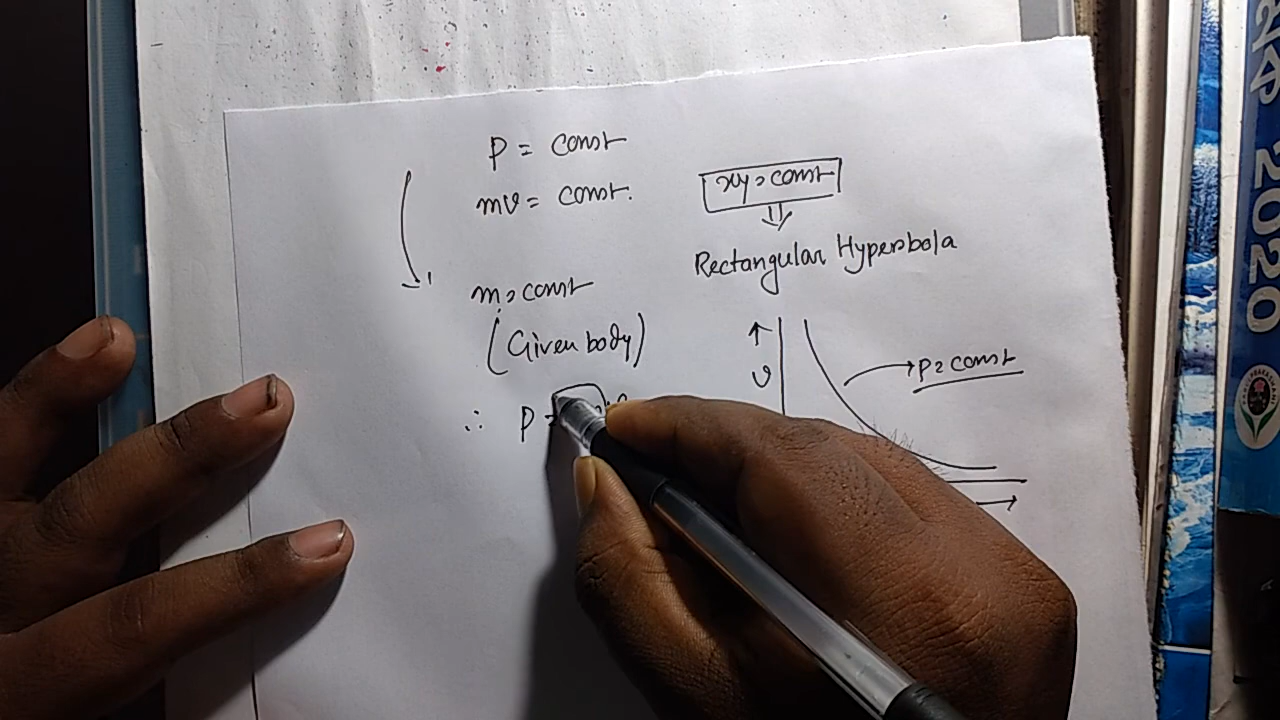 P = const
mv = const.
m = const
(Given body)
∴ P =
xy = const
⇓
Rectangular Hyperbola
↑
v
→ P = const
→
2020